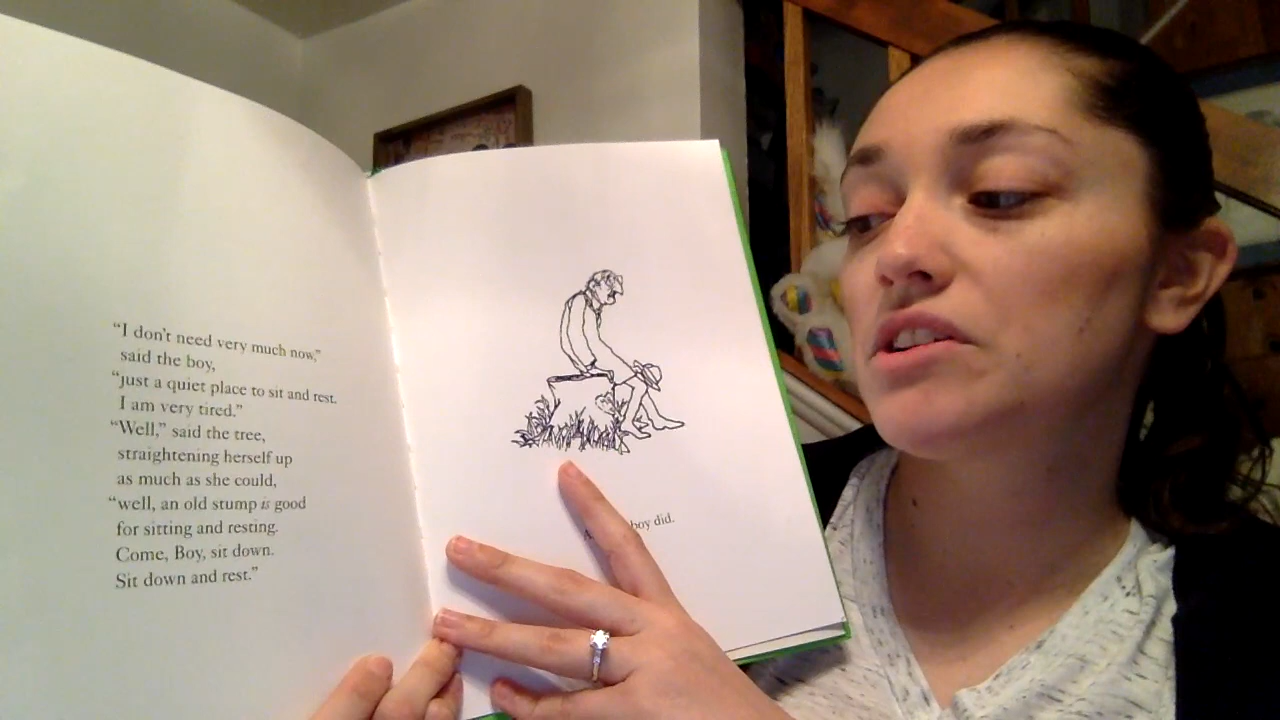 “I don’t need very much now,”
said the boy,
“just a quiet place to sit and rest.
I am very tired.”
“Well,” said the tree,
straightening herself up
as much as she could,
“well, an old stump is good
for sitting and resting.
Come, Boy, sit down.
Sit down and rest.”
boy did.